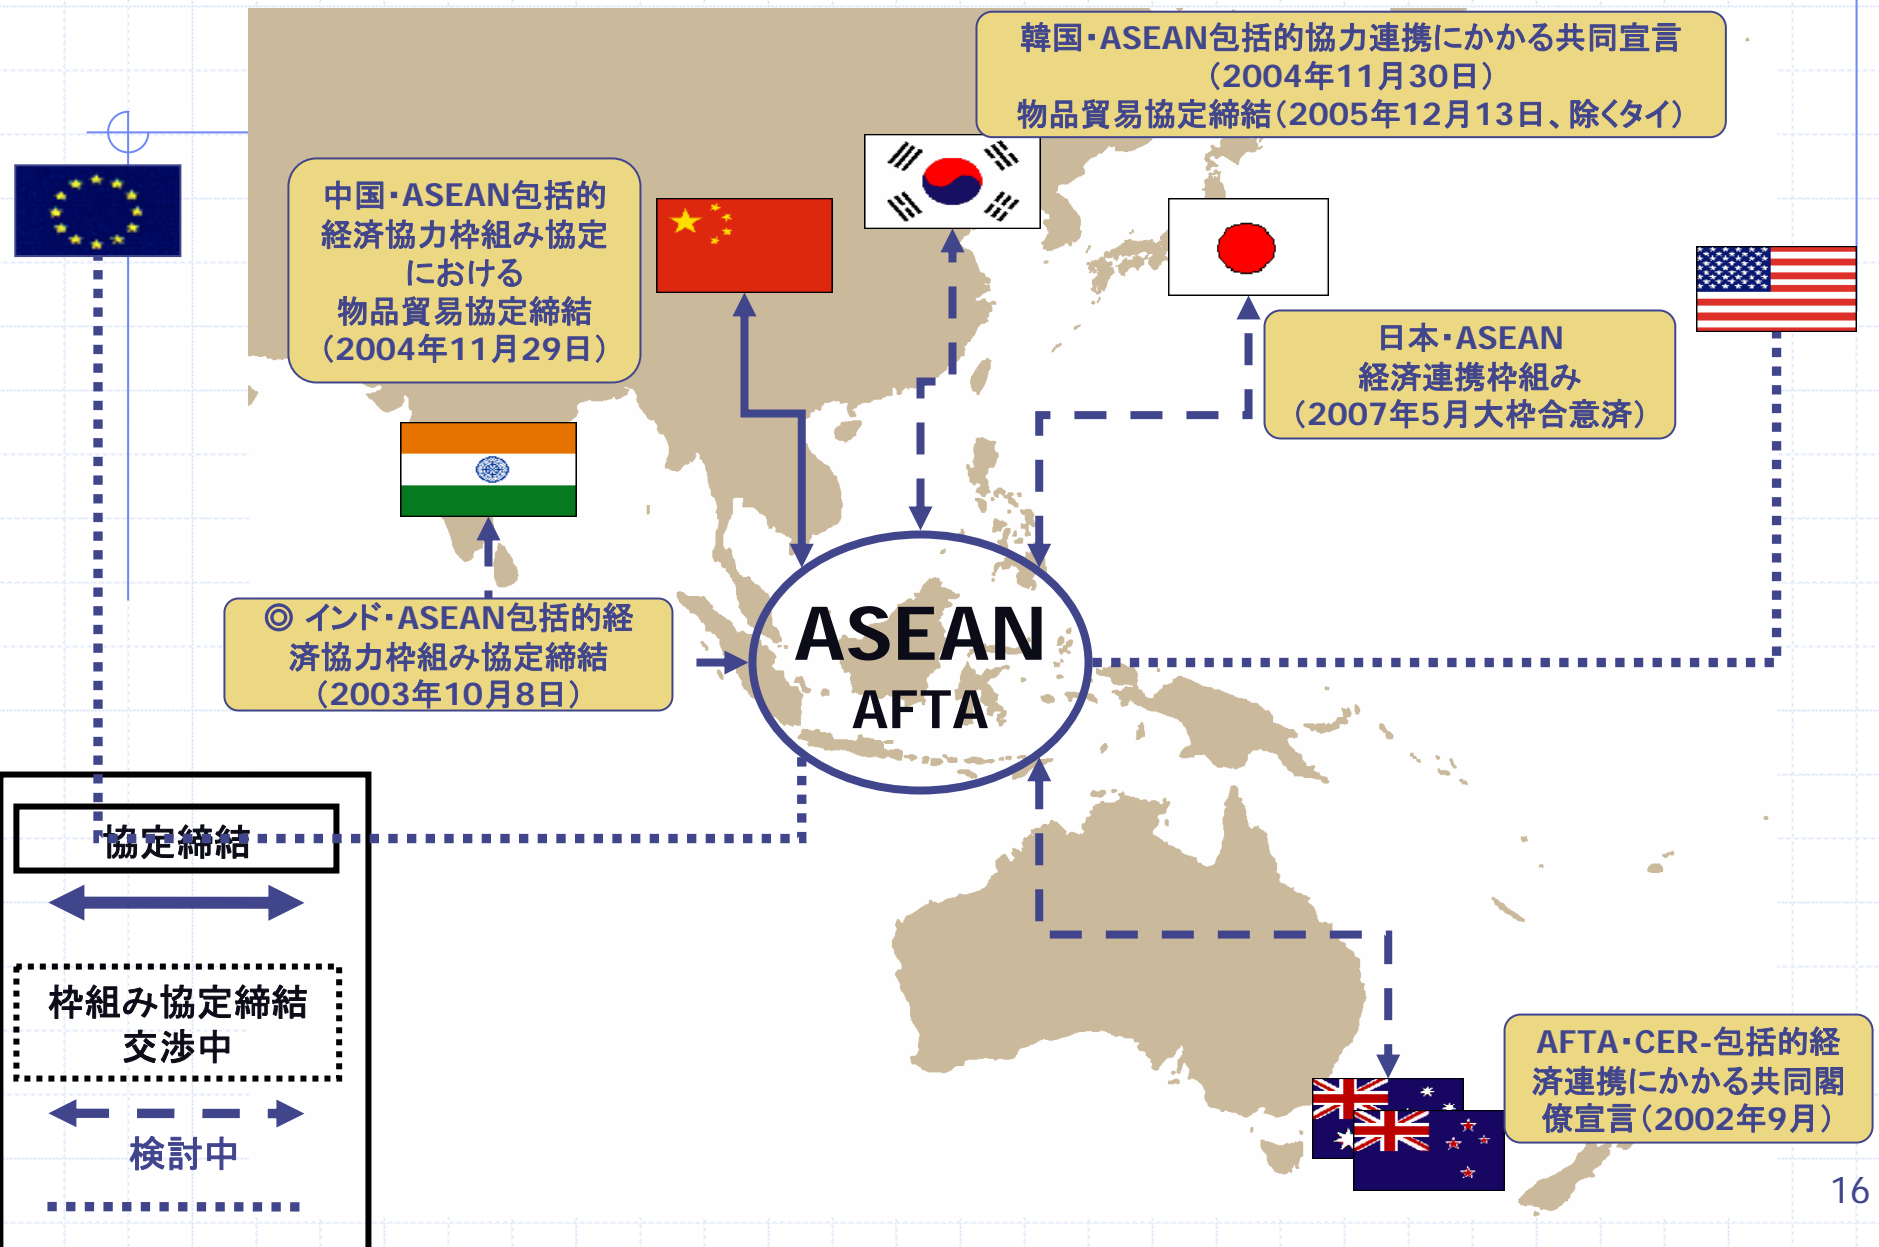 韓国・ASEAN包括的協力連携にかかる共同宣言
（2004年11月30日）
物品貿易協定締結（2005年12月13日、除くタイ）
中国・ASEAN包括的
経済協力枠組み協定
における
物品貿易協定締結
（2004年11月29日）
日本・ASEAN
経済連携枠組み
（2007年5月大枠合意済）
◎ インド・ASEAN包括的経
済協力枠組み協定締結
（2003年10月8日）
ASEAN
AFTA
協定締結
枠組み協定締結
交渉中
検討中
AFTA・CER-包括的経
済連携にかかる共同閣
僚宣言（2002年9月）
16